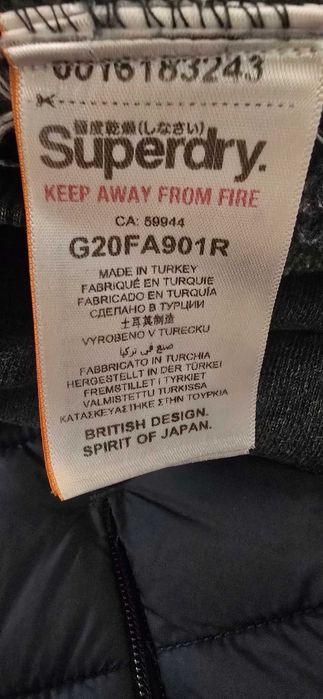 0016183243
極度乾燥(しなさい)
Superdry.
KEEP AWAY FROM FIRE
CA: 59944
G20FA901R
MADE IN TURKEY
FABRIQUÉ EN TURQUIE
FABRICADO EN TURQUÍA
СДЕЛАНО В ТУРЦИИ
土耳其制造
VYROBENO V TURECKU
صنع في تركيا
FABBRICATO IN TURCHIA
HERGESTELLT IN DER TÜRKEI
FREMSTILLET I TYRKIET
VALMISTETTU TURKISSA
ΚΑΤΑΣΚΕΥΑΣΤΗΚΕ ΣΤΗΝ ΤΟΥΡΚΙΑ
BRITISH DESIGN.
SPIRIT OF JAPAN.